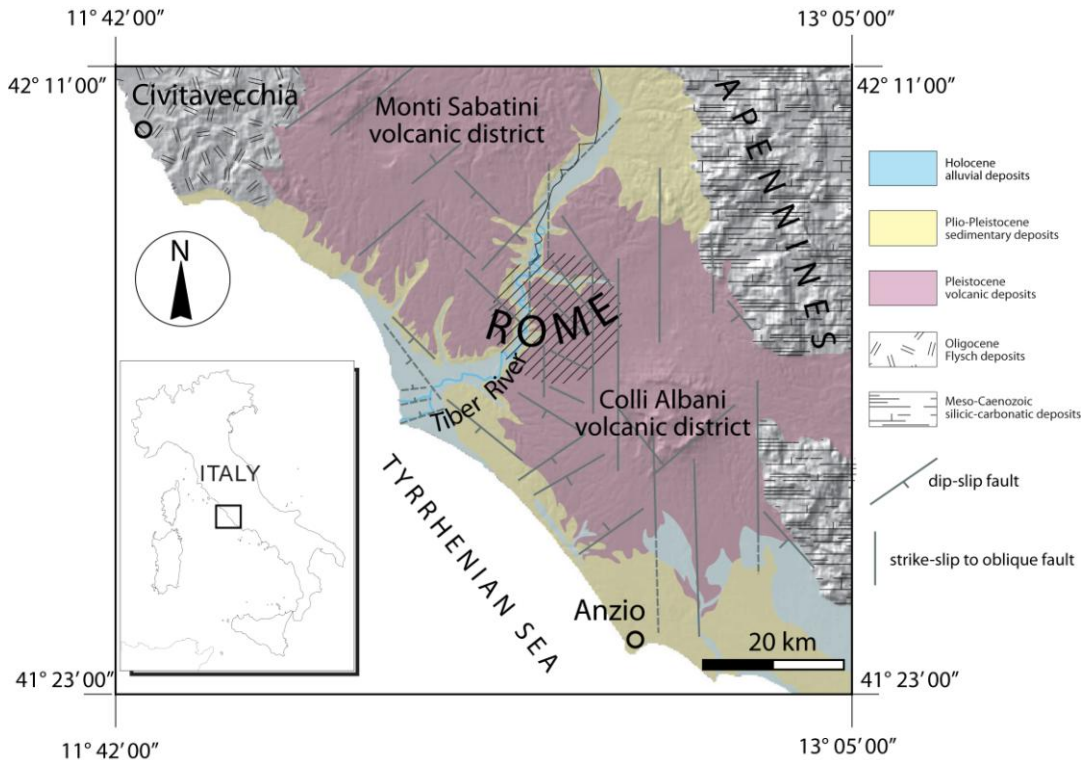 11° 42′ 00″
13° 05′ 00″
42° 11′ 00″
42° 11′ 00″
Civitavecchia
Monti Sabatini
volcanic district
APENNINES
Holocene
alluvial deposits
Plio-Pleistocene
sedimentary deposits
N
Pleistocene
volcanic deposits
ROME
Oligocene
Flysch deposits
Tiber River
Colli Albani
volcanic district
Meso-Caenozoic
silicic-carbonatic deposits
ITALY
dip-slip fault
TYRRHENIAN SEA
strike-slip to oblique fault
Anzio
20 km
41° 23′ 00″
41° 23′ 00″
11° 42′ 00″
13° 05′ 00″